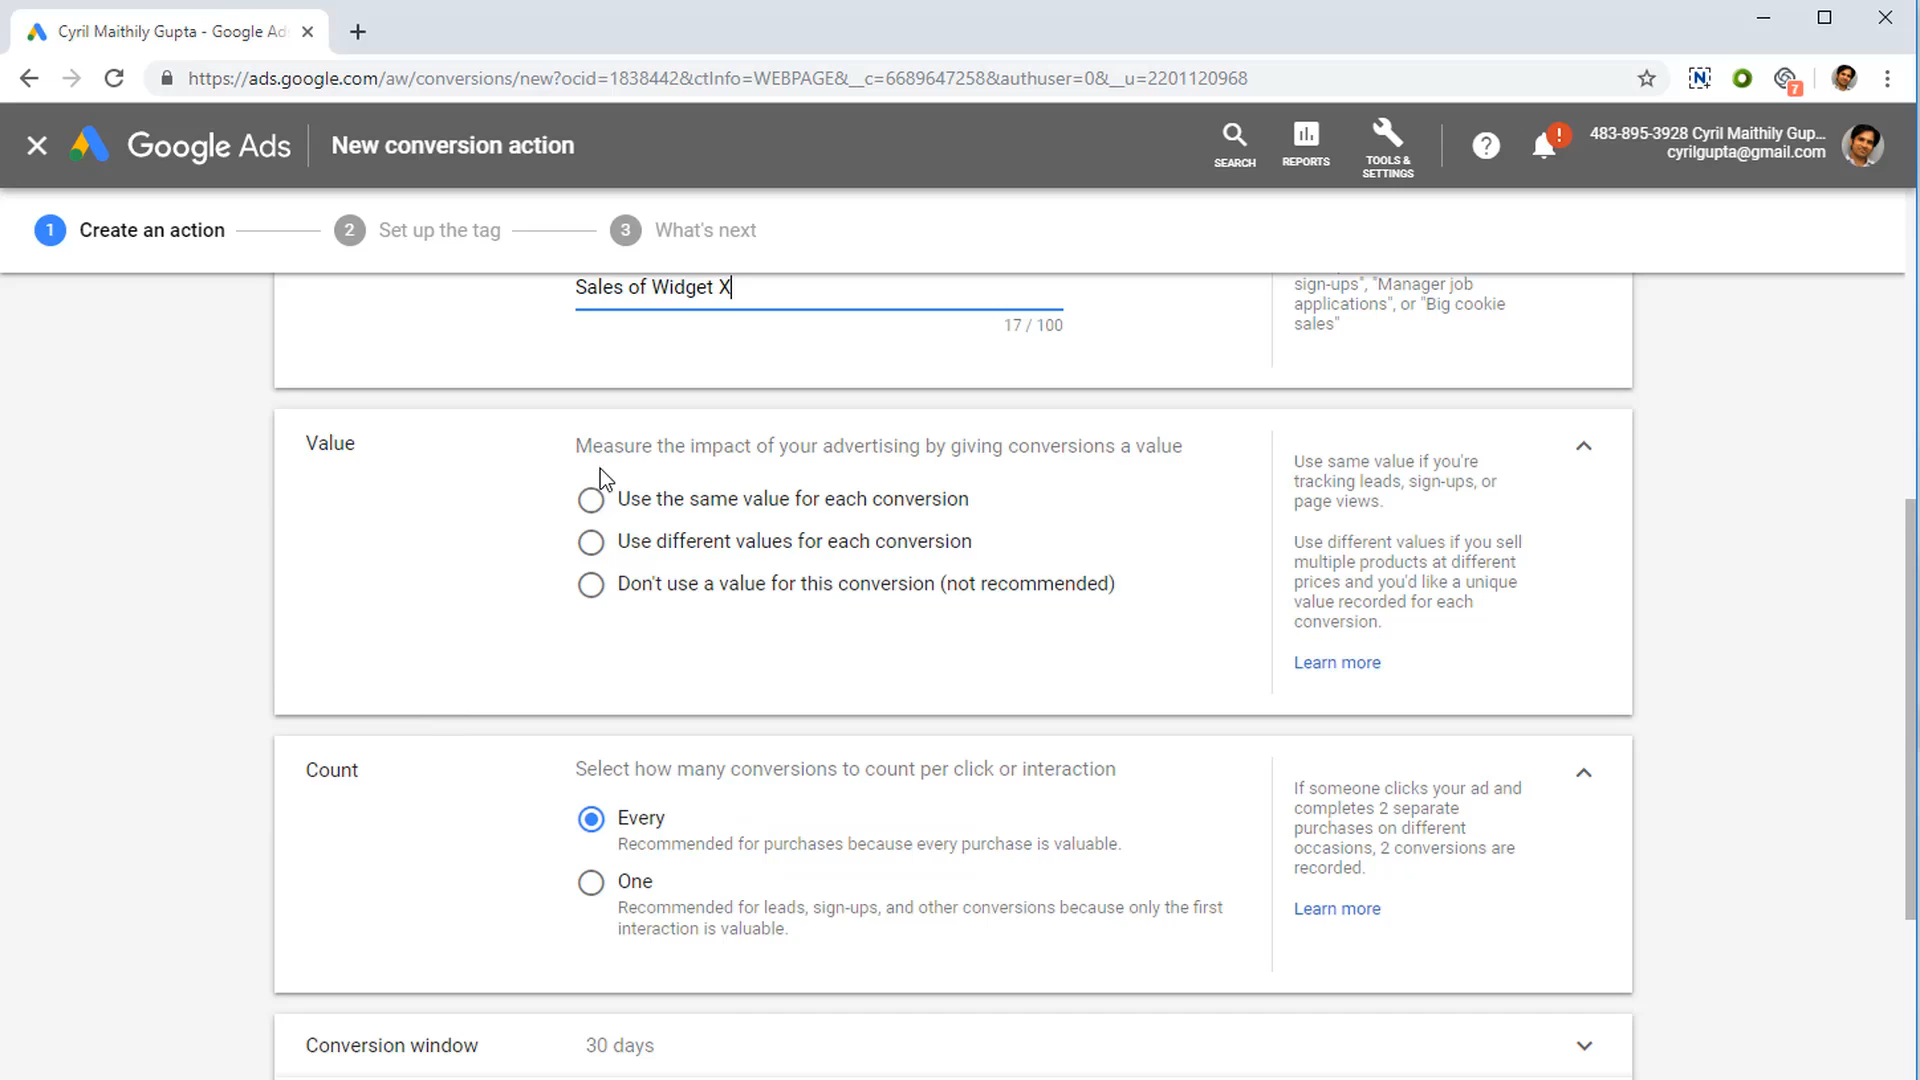 Cyril Maithily Gupta - Google Ad
https://ads.google.com/aw/conversions/new?ocid=1838442&ctInfo=WEBPAGE&__c=6689647258&authuser=0&__u=2201120968
7
Google Ads
New conversion action
SEARCH
REPORTS
TOOLS &
SETTINGS
?
!
483-895-3928 Cyril Maithily Gup...
cyrilgupta@gmail.com
1 Create an action
2 Set up the tag
3 What's next
Sales of Widget X
17 / 100
sign-ups", "Manager job
applications", or "Big cookie
sales"
Value
Measure the impact of your advertising by giving conversions a value
Use the same value for each conversion
Use different values for each conversion
Don't use a value for this conversion (not recommended)
Use same value if you're
tracking leads, sign-ups, or
page views.
Use different values if you sell
multiple products at different
prices and you'd like a unique
value recorded for each
conversion.
Learn more
Count
Select how many conversions to count per click or interaction
Every
Recommended for purchases because every purchase is valuable.
One
Recommended for leads, sign-ups, and other conversions because only the first
interaction is valuable.
If someone clicks your ad and
completes 2 separate
purchases on different
occasions, 2 conversions are
recorded.
Learn more
Conversion window
30 days